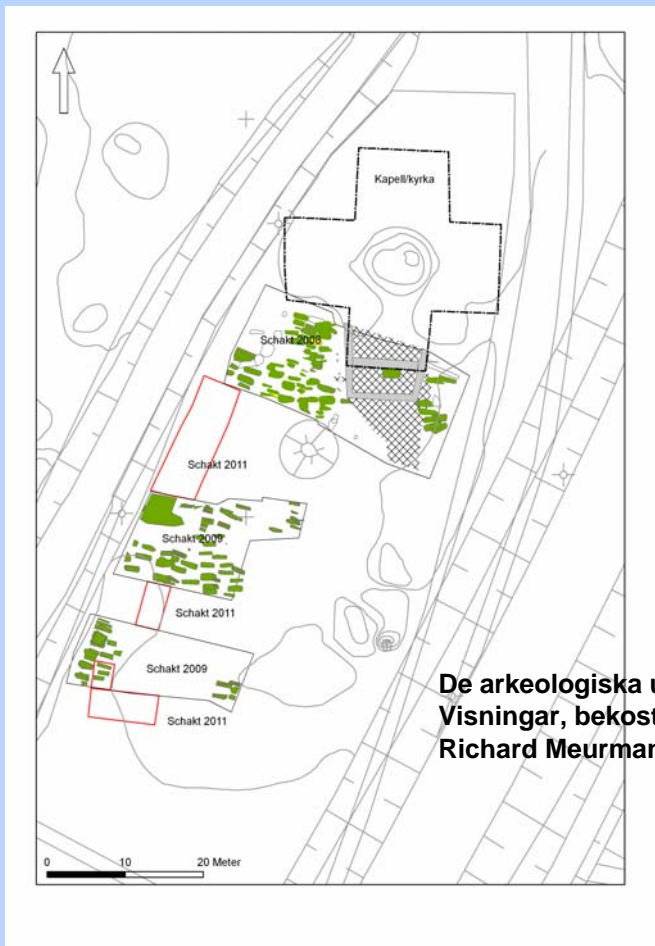 Kapell/kyrka
Schakt 2008
Schakt 2011
Schakt 2009
Schakt 2011
Schakt 2009
Schakt 2011
De arkeologiska u
Visningar, bekost
Richard Meurman
0 10 20 Meter